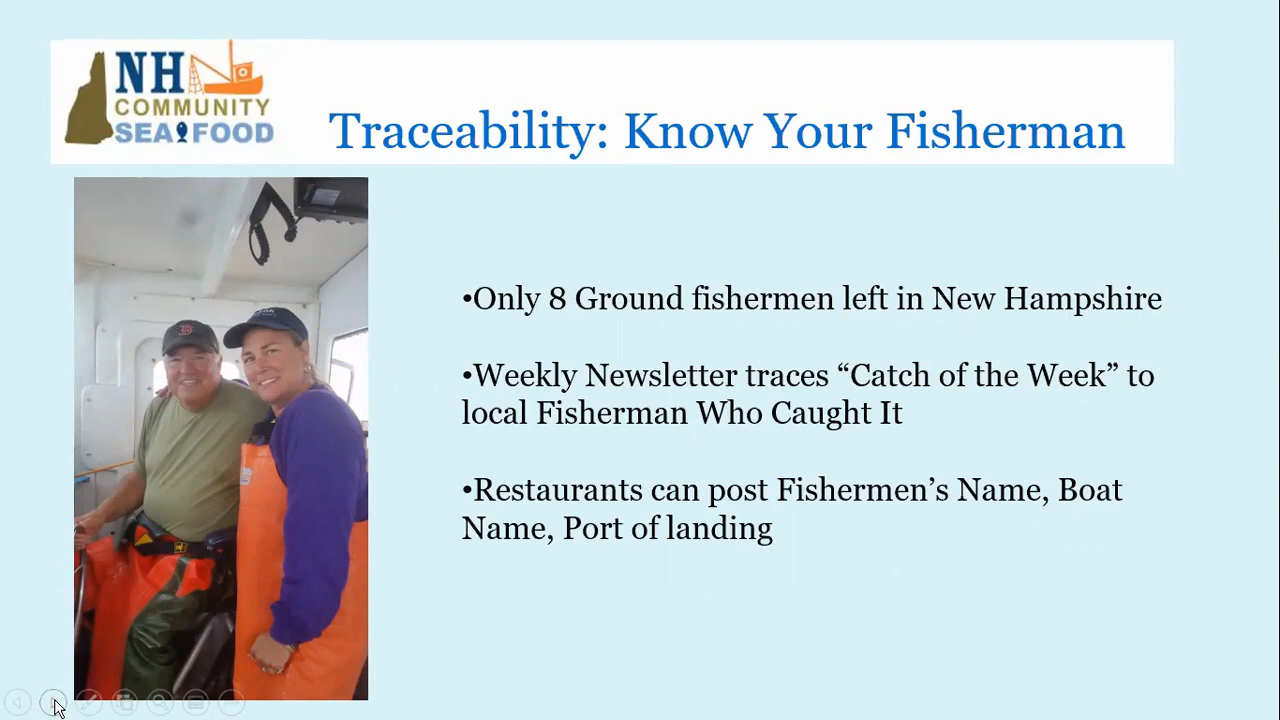 NH
COMMUNITY
SEAFOOD
Traceability: Know Your Fisherman
•Only 8 Ground fishermen left in New Hampshire
•Weekly Newsletter traces “Catch of the Week” to
local Fisherman Who Caught It
•Restaurants can post Fishermen’s Name, Boat
Name, Port of landing